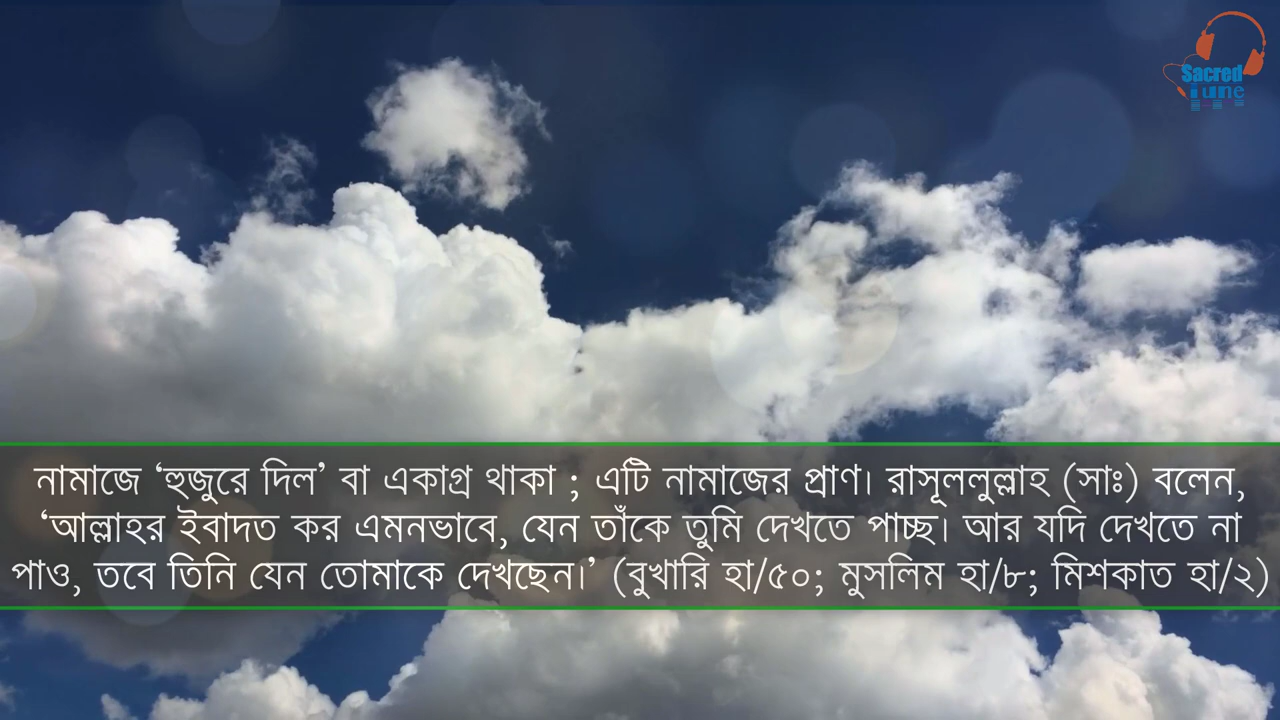 Sacred
Tune
নামাজে ‘হুজুরে দিল’ বা একাগ্র থাকা ; এটি নামাজের প্রাণ। রাসূললুল্লাহ (সাঃ) বলেন,
‘আল্লাহর ইবাদত কর এমনভাবে, যেন তাঁকে তুমি দেখতে পাচ্ছ। আর যদি দেখতে না
পাও, তবে তিনি যেন তোমাকে দেখছেন।’ (বুখারি হা/৫০; মুসলিম হা/৮; মিশকাত হা/২)